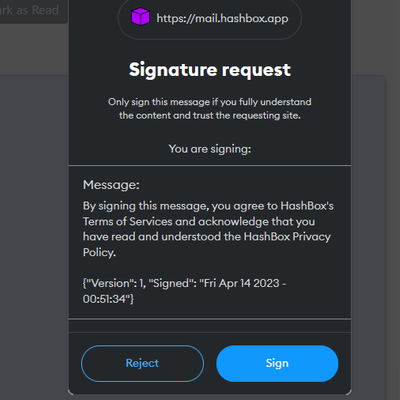 rk as Read
https://mail.hashbox.app
Signature request
Only sign this message if you fully understand
the content and trust the requesting site.
You are signing:
Message:
By signing this message, you agree to HashBox's
Terms of Services and acknowledge that you
have read and understood the HashBox Privacy
Policy.
{"Version": 1, "Signed": "Fri Apr 14 2023 -
00:51:34"}
Reject
Sign